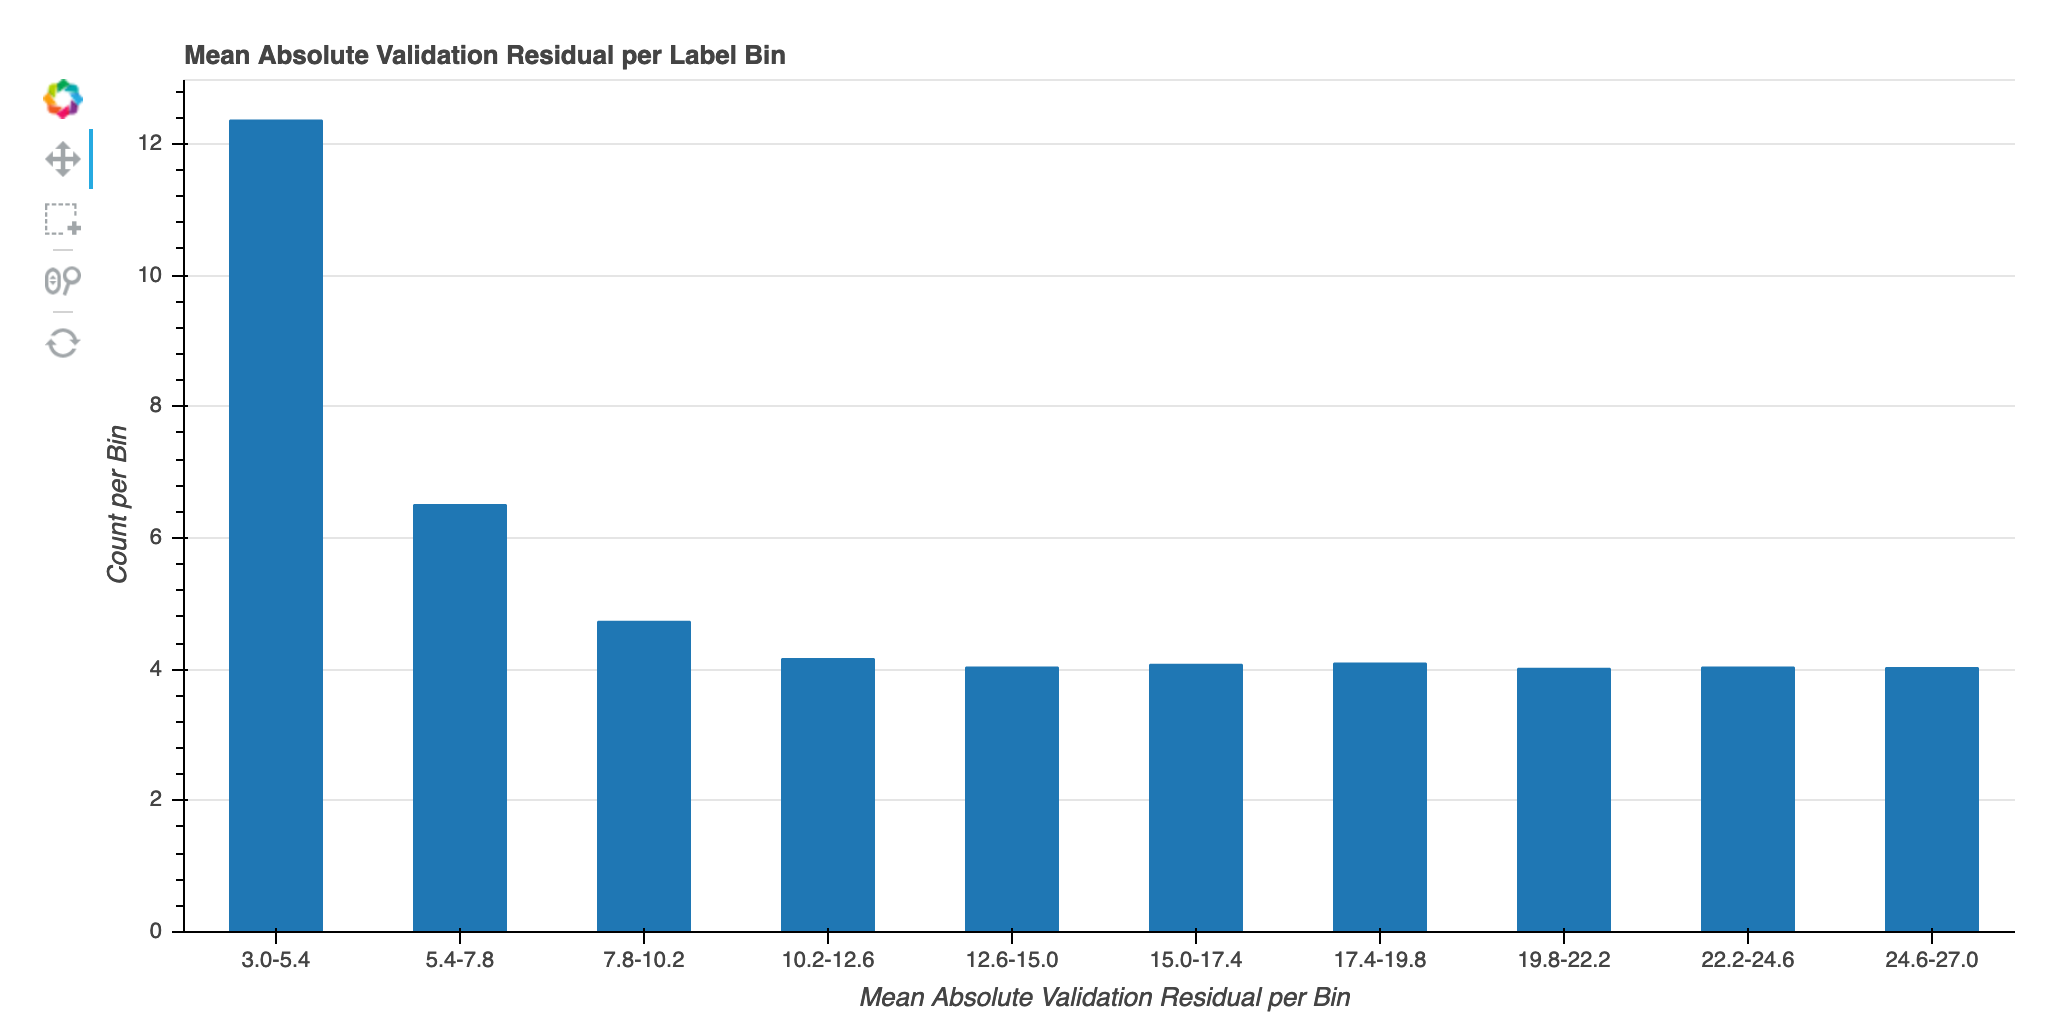 Mean Absolute Validation Residual per Label Bin
Count per Bin
12
10
8
6
4
2
0
3.0-5.4 5.4-7.8 7.8-10.2 10.2-12.6 12.6-15.0 15.0-17.4 17.4-19.8 19.8-22.2 22.2-24.6 24.6-27.0
Mean Absolute Validation Residual per Bin